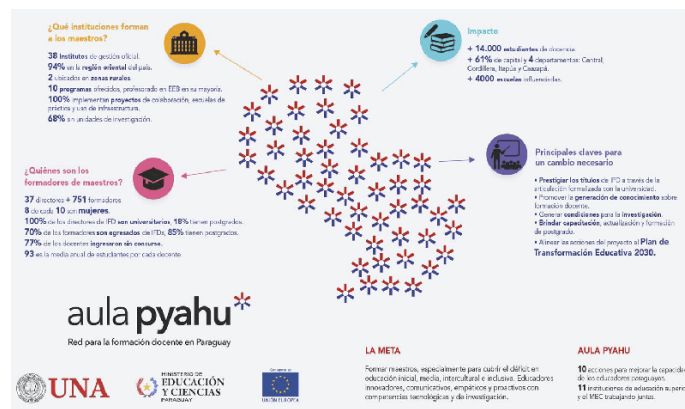 ¿Qué instituciones forman
a los maestros?
38 institutos de gestión oficial.
94% en la región oriental del país.
2 ubicados en zonas rurales.
10 programas ofrecidos, profesorado en EEB en su mayoría.
100% implementan proyectos de colaboración, escuelas de
práctica y uso de infraestructura.
68% sin unidades de investigación.
Impacto
+ 14.000 estudiantes de docencia.
+ 61% de capital y 4 departamentos: Central,
Cordillera, Itapúa y Caazapá.
+ 4000 escuelas influenciadas.
¿Quiénes son los
formadores de maestros?
37 directores + 751 formadores.
8 de cada 10 son mujeres.
100% de los directores de IFD son universitarios, 18% tienen postgrados.
70% de los formadores son egresados de IFDs, 85% tienen postgrados.
77% de los docentes ingresaron sin concurso.
93 es la media anual de estudiantes por cada docente.
Principales claves para
un cambio necesario
• Prestigiar los títulos de IFD a través de la
articulación formalizada con la universidad.
• Promover la generación de conocimiento sobre
formación docente.
• Generar condiciones para la investigación.
• Brindar capacitación, actualización y formación
de postgrado.
• Alinear las acciones del proyecto al Plan de
Transformación Educativa 2030.
aula pyahu
Red para la formación docente en Paraguay
UNA
MINISTERIO DE
EDUCACIÓN
Y CIENCIAS
PARAGUAY
UNIÓN EUROPEA
LA META
Formar maestros, especialmente para cubrir el déficit en
educación inicial, media, intercultural e inclusiva. Educadores
innovadores, comunicativos, empáticos y proactivos con
competencias tecnológicas y de investigación.
AULA PYAHU
10 acciones para mejorar la capacida
de los educadores paraguayos.
11 instituciones de educación superio
y el MEC trabajando juntas.